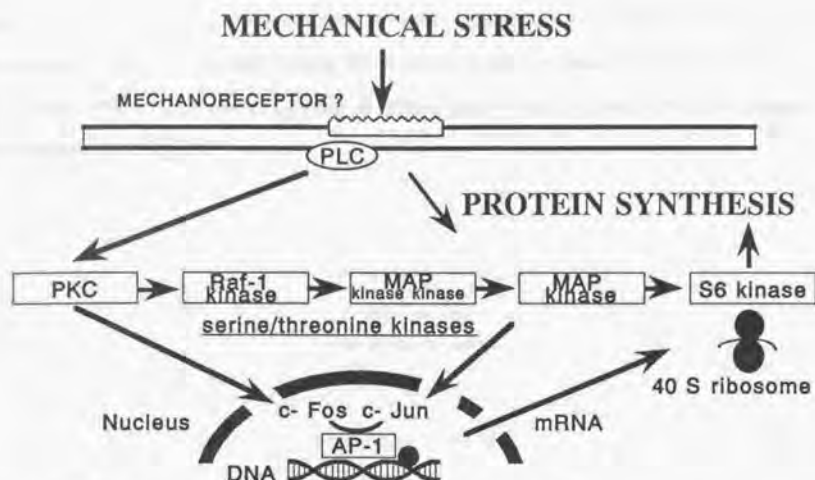 MECHANICAL STRESS
MECHANORECEPTOR ?
PLC
PROTEIN SYNTHESIS
PKC
Raf-1
kinase
MAP
kinase kinase
MAP
kinase
S6 kinase
serine/threonine kinases
40 S ribosome
Nucleus
c- Fos c- Jun
mRNA
AP-1
DNA